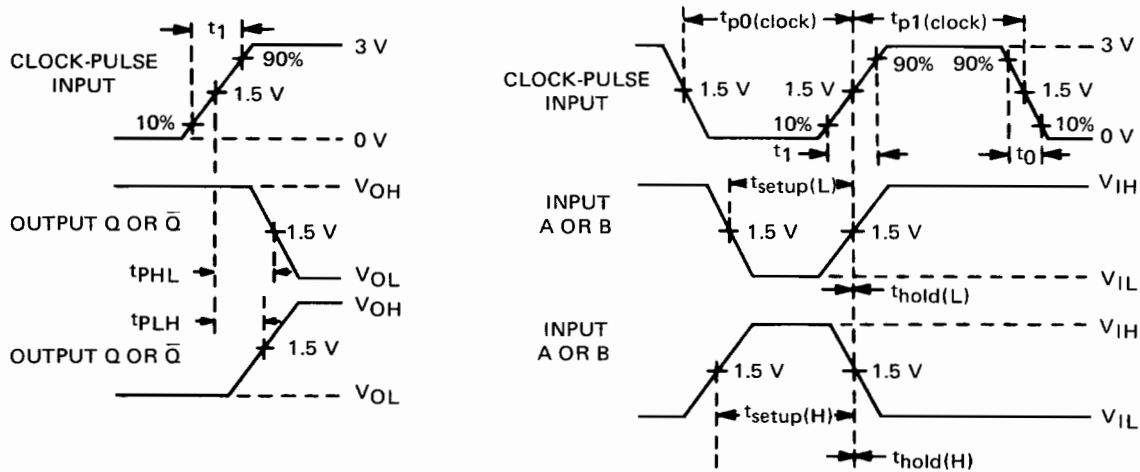 t1
CLOCK-PULSE
INPUT
3 V
90%
1.5 V
10%
0 V
OUTPUT Q OR Q̅
VOH
1.5 V
tPHL
VOL
tPLH
VOH
OUTPUT Q OR Q̅
1.5 V
VOL
tp0(clock)
tp1(clock)
CLOCK-PULSE
INPUT
3 V
90%
90%
1.5 V
1.5 V
1.5 V
10%
10%
0 V
t1
t0
INPUT
A OR B
tsetup(L)
VIH
1.5 V
1.5 V
VIL
thold(L)
INPUT
A OR B
VIH
1.5 V
1.5 V
tsetup(H)
VIL
thold(H)